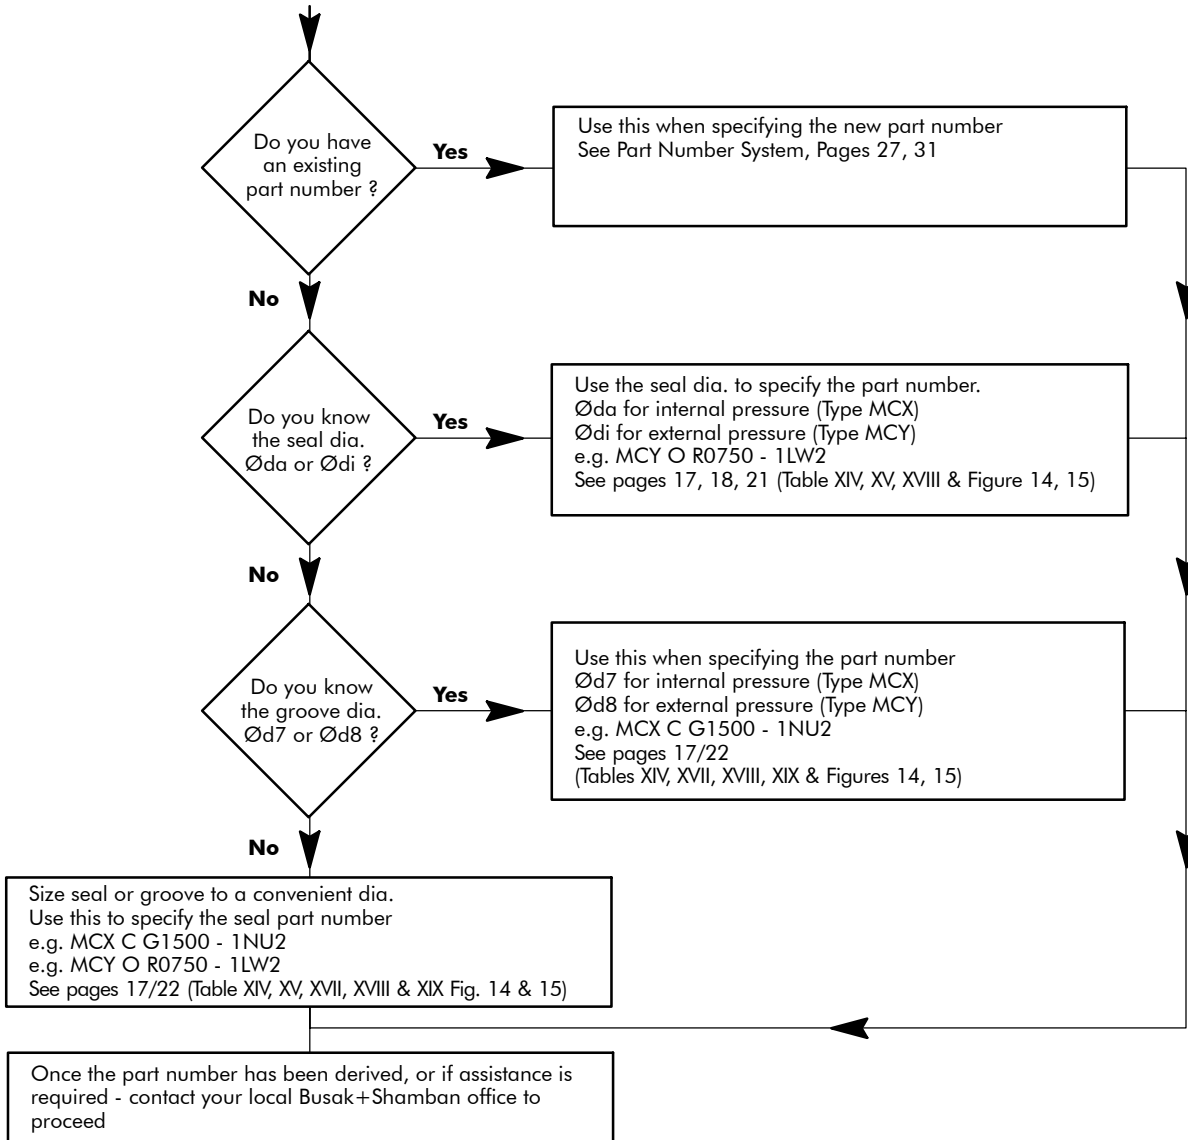 Do you have
an existing
part number ?
Yes
Use this when specifying the new part number
See Part Number System, Pages 27, 31
No
Do you know
the seal dia.
Øda or Ødi ?
Yes
Use the seal dia. to specify the part number.
Øda for internal pressure (Type MCX)
Ødi for external pressure (Type MCY)
e.g. MCY O R0750 - 1LW2
See pages 17, 18, 21 (Table XIV, XV, XVIII & Figure 14, 15)
No
Do you know
the groove dia.
Ød7 or Ød8 ?
Yes
Use this when specifying the part number
Ød7 for internal pressure (Type MCX)
Ød8 for external pressure (Type MCY)
e.g. MCX C G1500 - 1NU2
See pages 17/22
(Tables XIV, XVII, XVIII, XIX & Figures 14, 15)
No
Size seal or groove to a convenient dia.
Use this to specify the seal part number
e.g. MCX C G1500 - 1NU2
e.g. MCY O R0750 - 1LW2
See pages 17/22 (Table XIV, XV, XVII, XVIII & XIX Fig. 14 & 15)
Once the part number has been derived, or if assistance is
required - contact your local Busak+Shamban office to
proceed